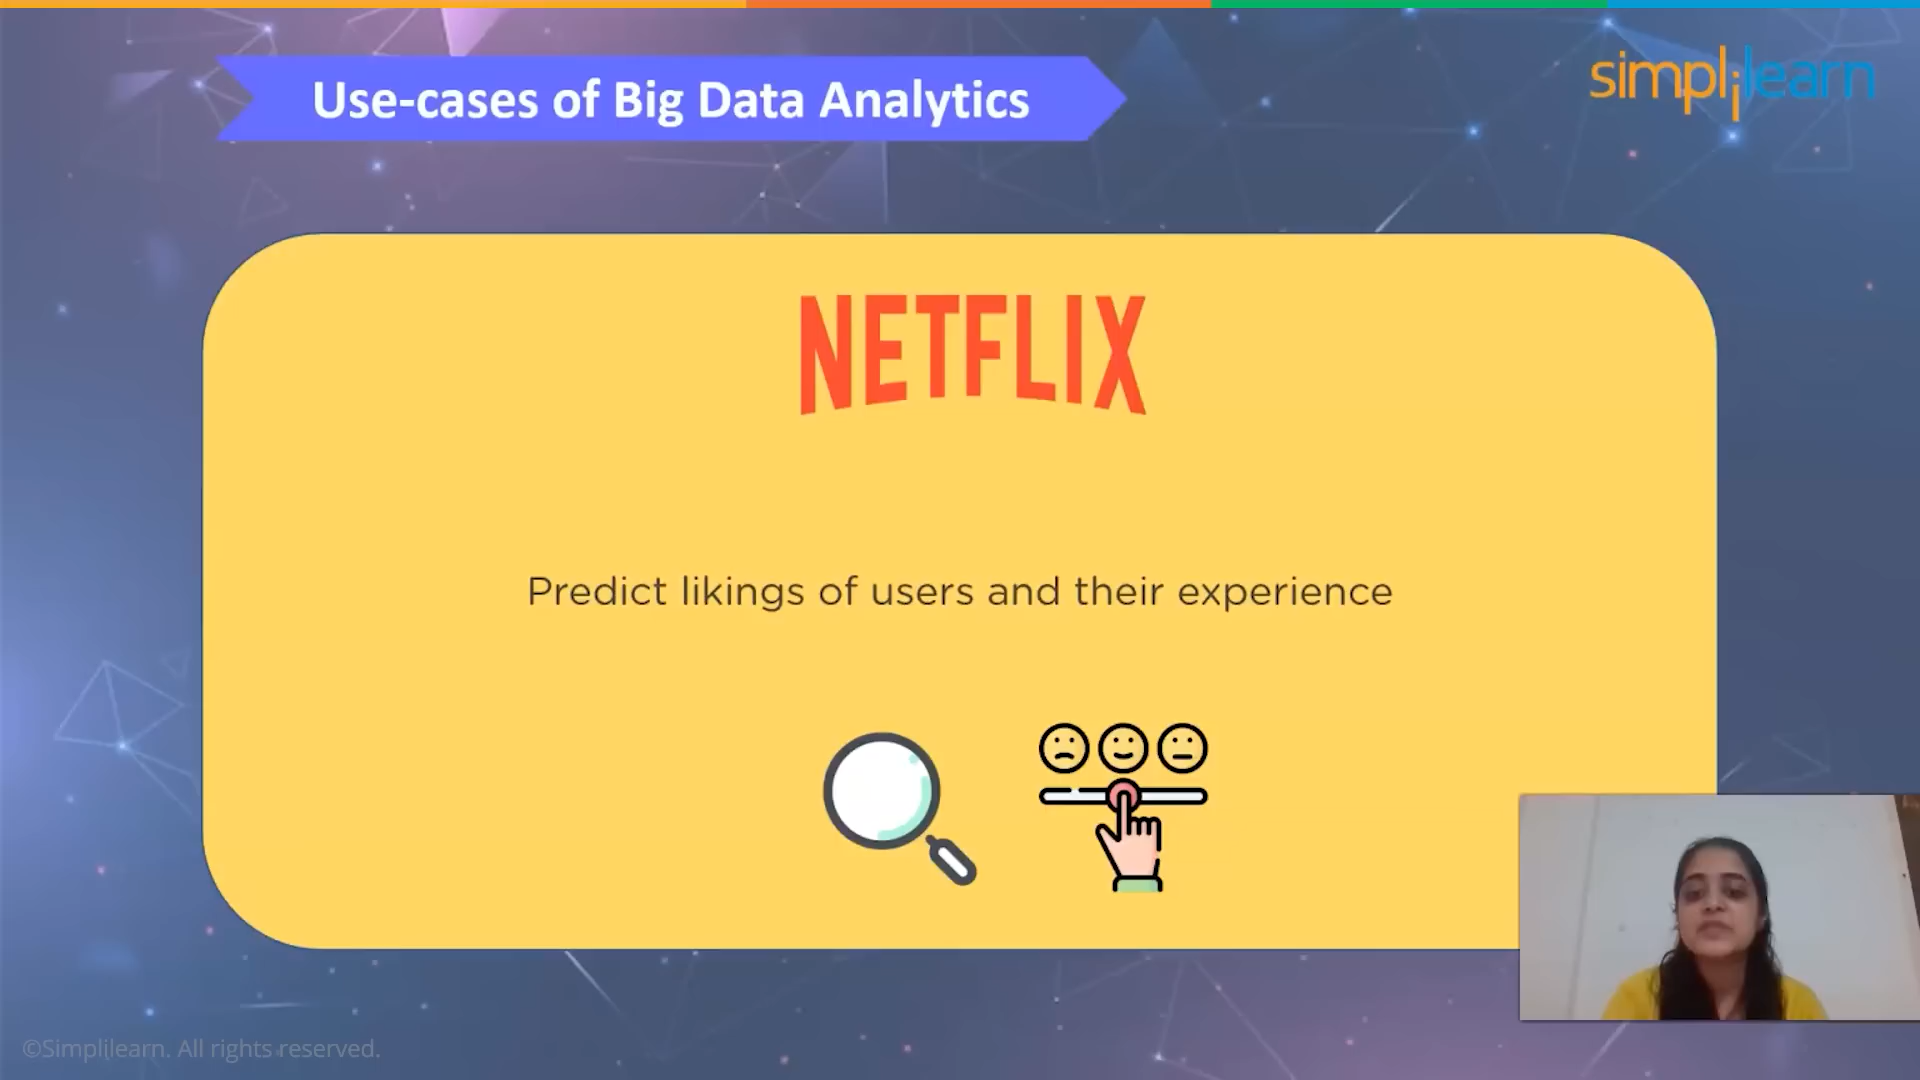 Use-cases of Big Data Analytics
simplilearn
NETFLIX
Predict likings of users and their experience
©Simplilearn. All rights reserved.